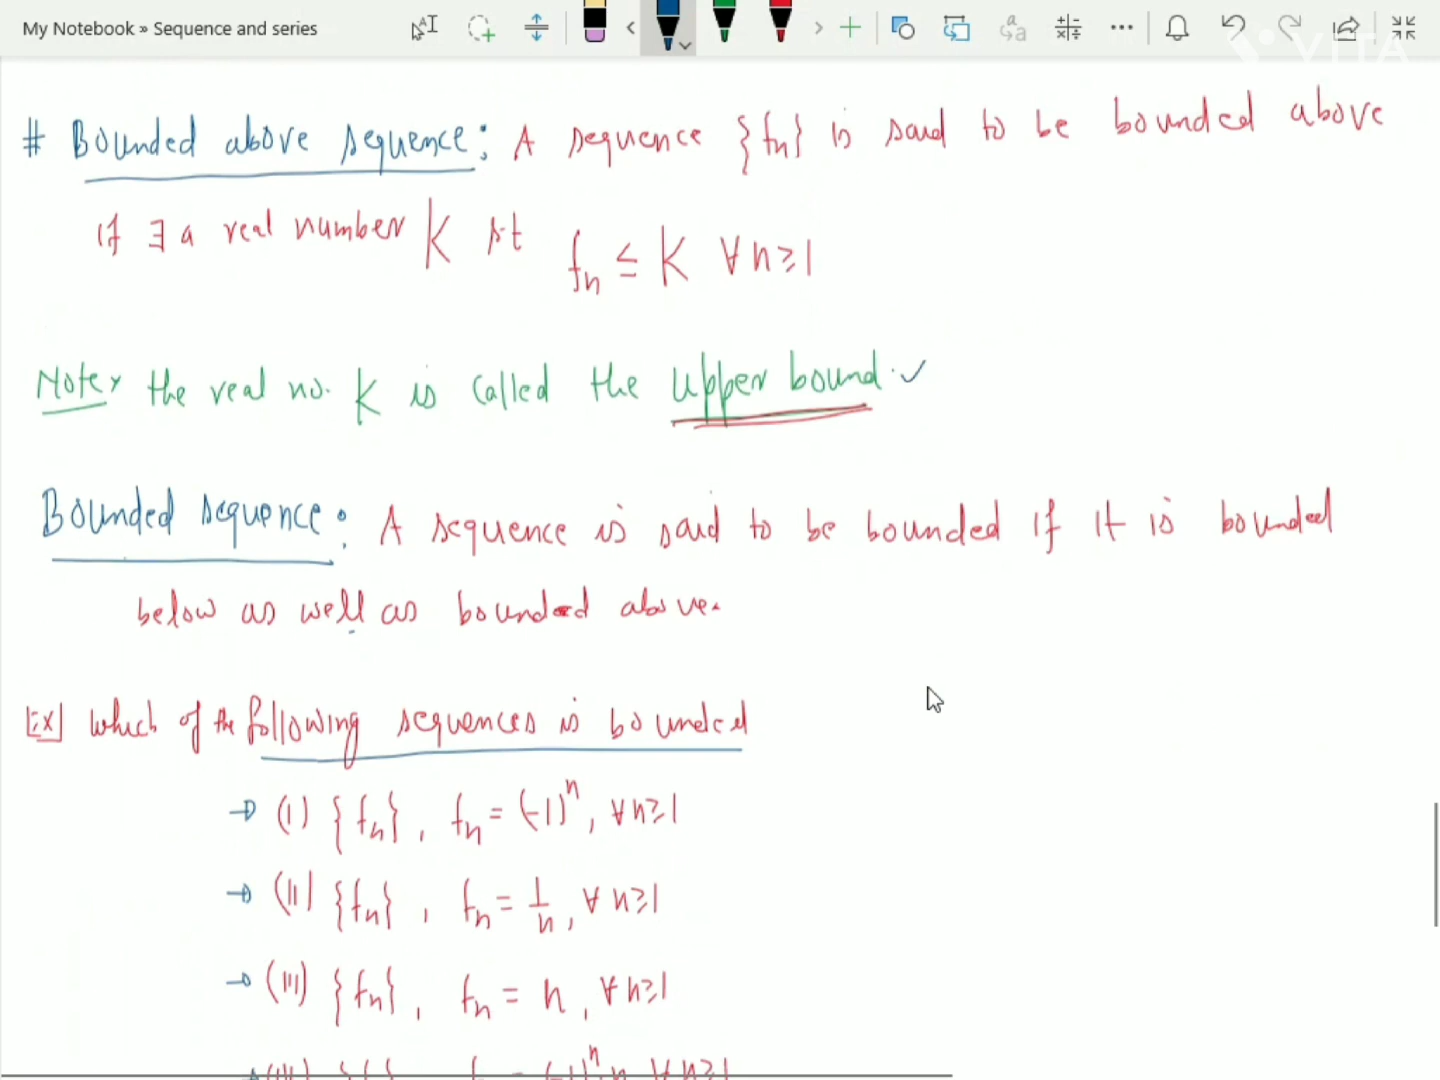 My Notebook » Sequence and series
VITA
# Bounded above sequence: A sequence {fn} is said to be bounded above
if ∃ a real number K st fn ≤ K ∀ n ≥ 1
Note: the real no. K is called the upper bound. ✓
Bounded sequence: A sequence is said to be bounded if it is bounded
below as well as bounded above.
Ex] which of the following sequences is bounded
→ (I) {fn}, fn = (-1)^n, ∀ n ≥ 1
→ (II) {fn}, fn = 1/n, ∀ n ≥ 1
→ (III) {fn}, fn = n, ∀ n ≥ 1